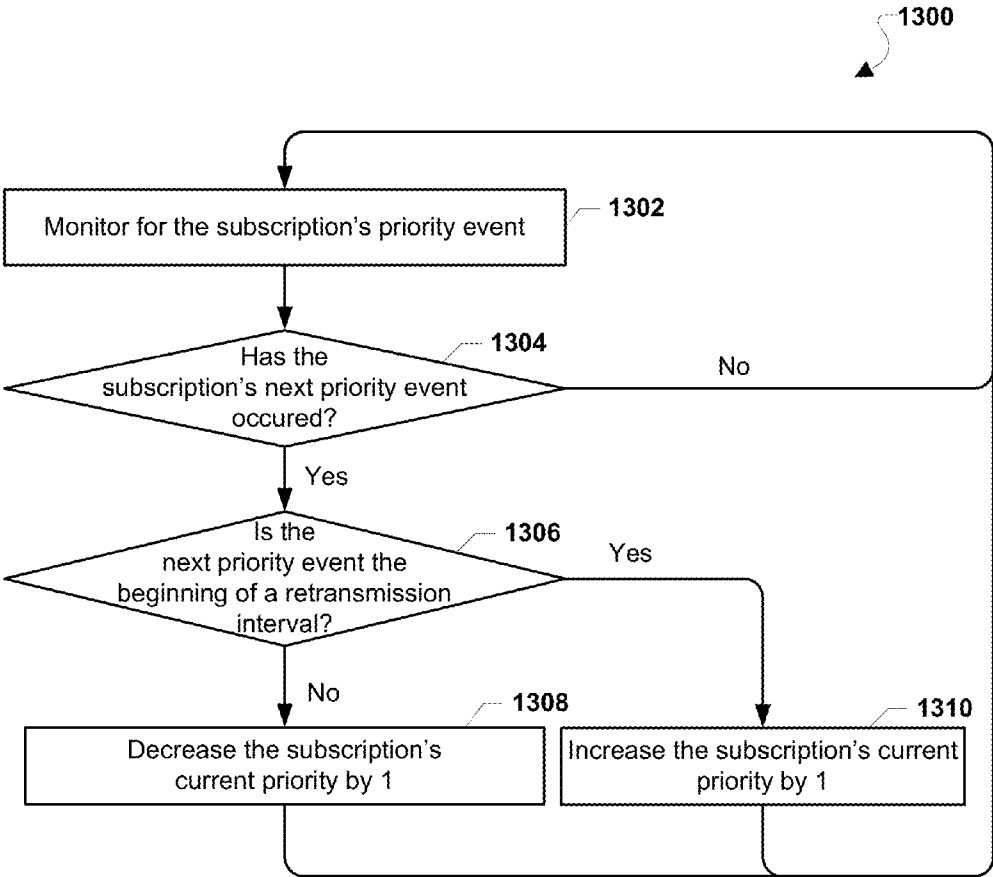 1300
Monitor for the subscription's priority event
1302
1304
Has the
subscription's next priority event
occured?
No
Yes
1306
Is the
next priority event the
beginning of a retransmission
interval?
Yes
No
1308
Decrease the subscription's
current priority by 1
1310
Increase the subscription's current
priority by 1